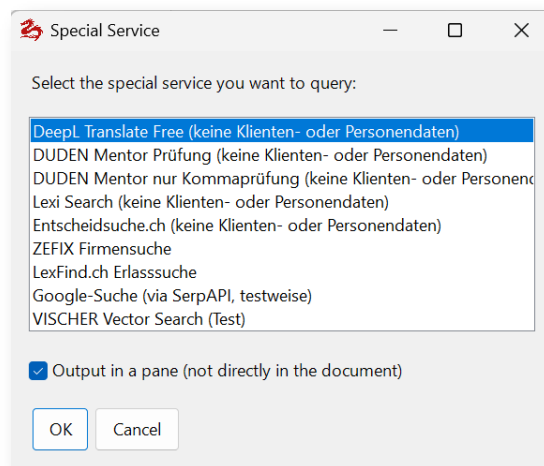 Special Service
Select the special service you want to query:
DeepL Translate Free (keine Klienten- oder Personendaten)
DUDEN Mentor Prüfung (keine Klienten- oder Personendaten)
DUDEN Mentor nur Kommaprüfung (keine Klienten- oder Personend
Lexi Search (keine Klienten- oder Personendaten)
Entscheidsuche.ch (keine Klienten- oder Personendaten)
ZEFIX Firmensuche
LexFind.ch Erlasssuche
Google-Suche (via SerpAPI, testweise)
VISCHER Vector Search (Test)
Output in a pane (not directly in the document)
OK Cancel